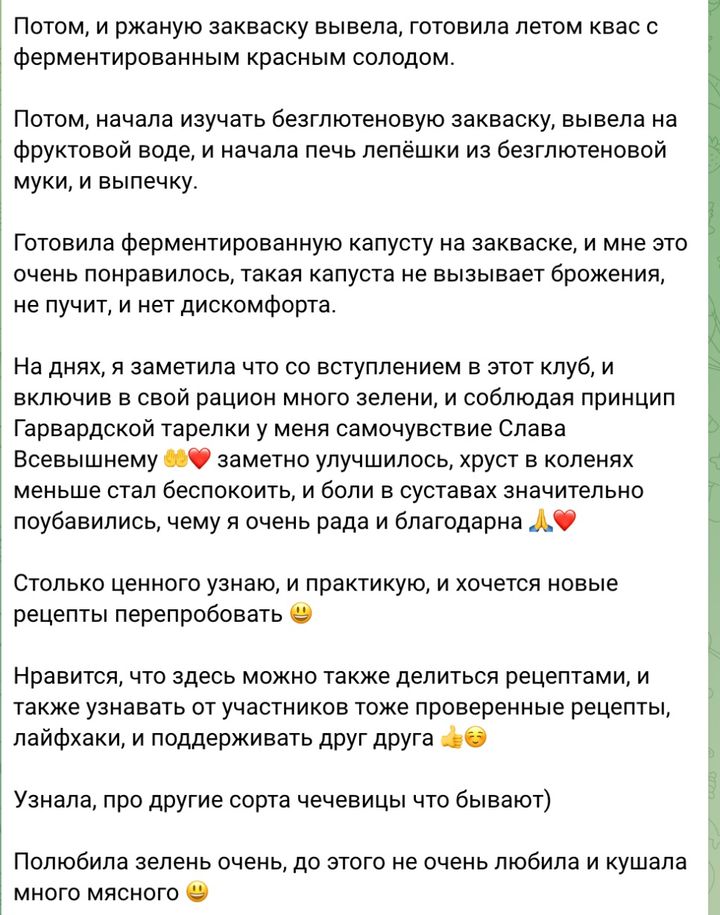 Потом, и ржаную закваску вывела, готовила летом квас с
ферментированным красным солодом.
Потом, начала изучать безглютеновую закваску, вывела на
фруктовой воде, и начала печь лепёшки из безглютеновой
муки, и выпечку.
Готовила ферментированную капусту на закваске, и мне это
очень понравилось, такая капуста не вызывает брожения,
не пучит, и нет дискомфорта.
На днях, я заметила что со вступлением в этот клуб, и
включив в свой рацион много зелени, и соблюдая принцип
Гарвардской тарелки у меня самочувствие Слава
Всевышнему 🤲❤️ заметно улучшилось, хруст в коленях
меньше стал беспокоить, и боли в суставах значительно
поубавились, чему я очень рада и благодарна 🙏❤️
Столько ценного узнаю, и практикую, и хочется новые
рецепты перепробовать 😃
Нравится, что здесь можно также делиться рецептами, и
также узнавать от участников тоже проверенные рецепты,
лайфхаки, и поддерживать друг друга 👍☺️
Узнала, про другие сорта чечевицы что бывают)
Полюбила зелень очень, до этого не очень любила и кушала
много мясного 😃